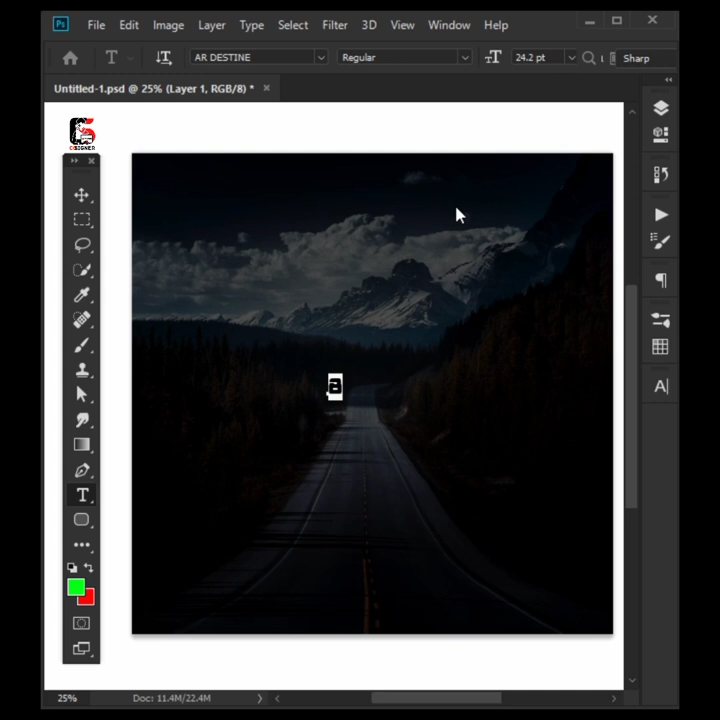 Ps File Edit Image Layer Type Select Filter 3D View Window Help
T AR DESTINE Regular 24.2 pt Sharp
Untitled-1.psd @ 25% (Layer 1, RGB/8) *
a
25% Doc: 11.4M/22.4M